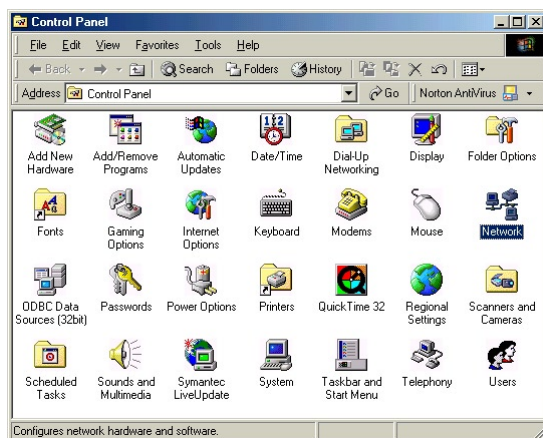 Control Panel
File Edit View Favorites Tools Help
Back Search Folders History
Address Control Panel Go Norton AntiVirus
Add New Hardware
Add/Remove Programs
Automatic Updates
Date/Time
Dial-Up Networking
Display
Folder Options
Fonts
Gaming Options
Internet Options
Keyboard
Modems
Mouse
Network
ODBC Data Sources (32bit)
Passwords
Power Options
Printers
QuickTime 32
Regional Settings
Scanners and Cameras
Scheduled Tasks
Sounds and Multimedia
Symantec LiveUpdate
System
Taskbar and Start Menu
Telephony
Users
Configures network hardware and software.